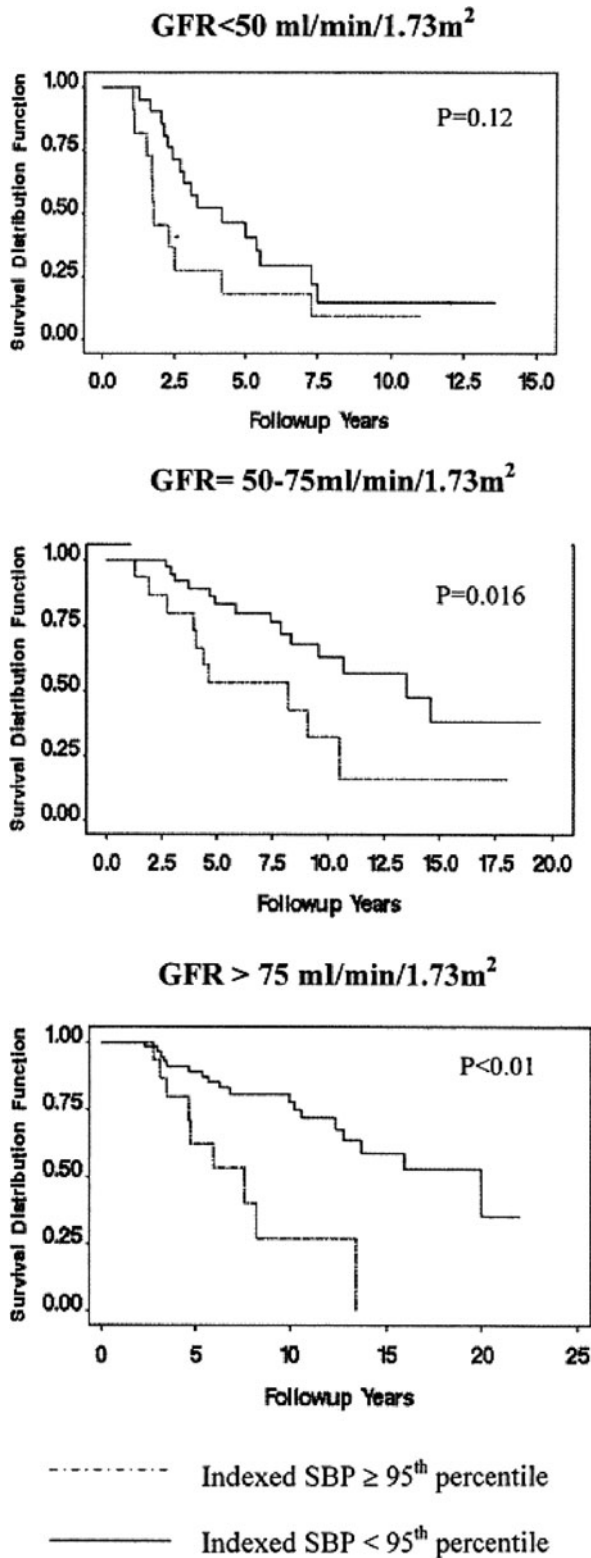 GFR<50 ml/min/1.73m²
1.00
0.75
0.50
0.25
0.00
Survival Distribution Function
P=0.12
0.0 2.5 5.0 7.5 10.0 12.5 15.0
Followup Years
GFR= 50-75ml/min/1.73m²
1.00
0.75
0.50
0.25
0.00
Survival Distribution Function
P=0.016
0.0 2.5 5.0 7.5 10.0 12.5 15.0 17.5 20.0
Followup Years
GFR > 75 ml/min/1.73m²
1.00
0.75
0.50
0.25
0.00
Survival Distribution Function
P<0.01
0 5 10 15 20 25
Followup Years
Indexed SBP ≥ 95th percentile
Indexed SBP < 95th percentile